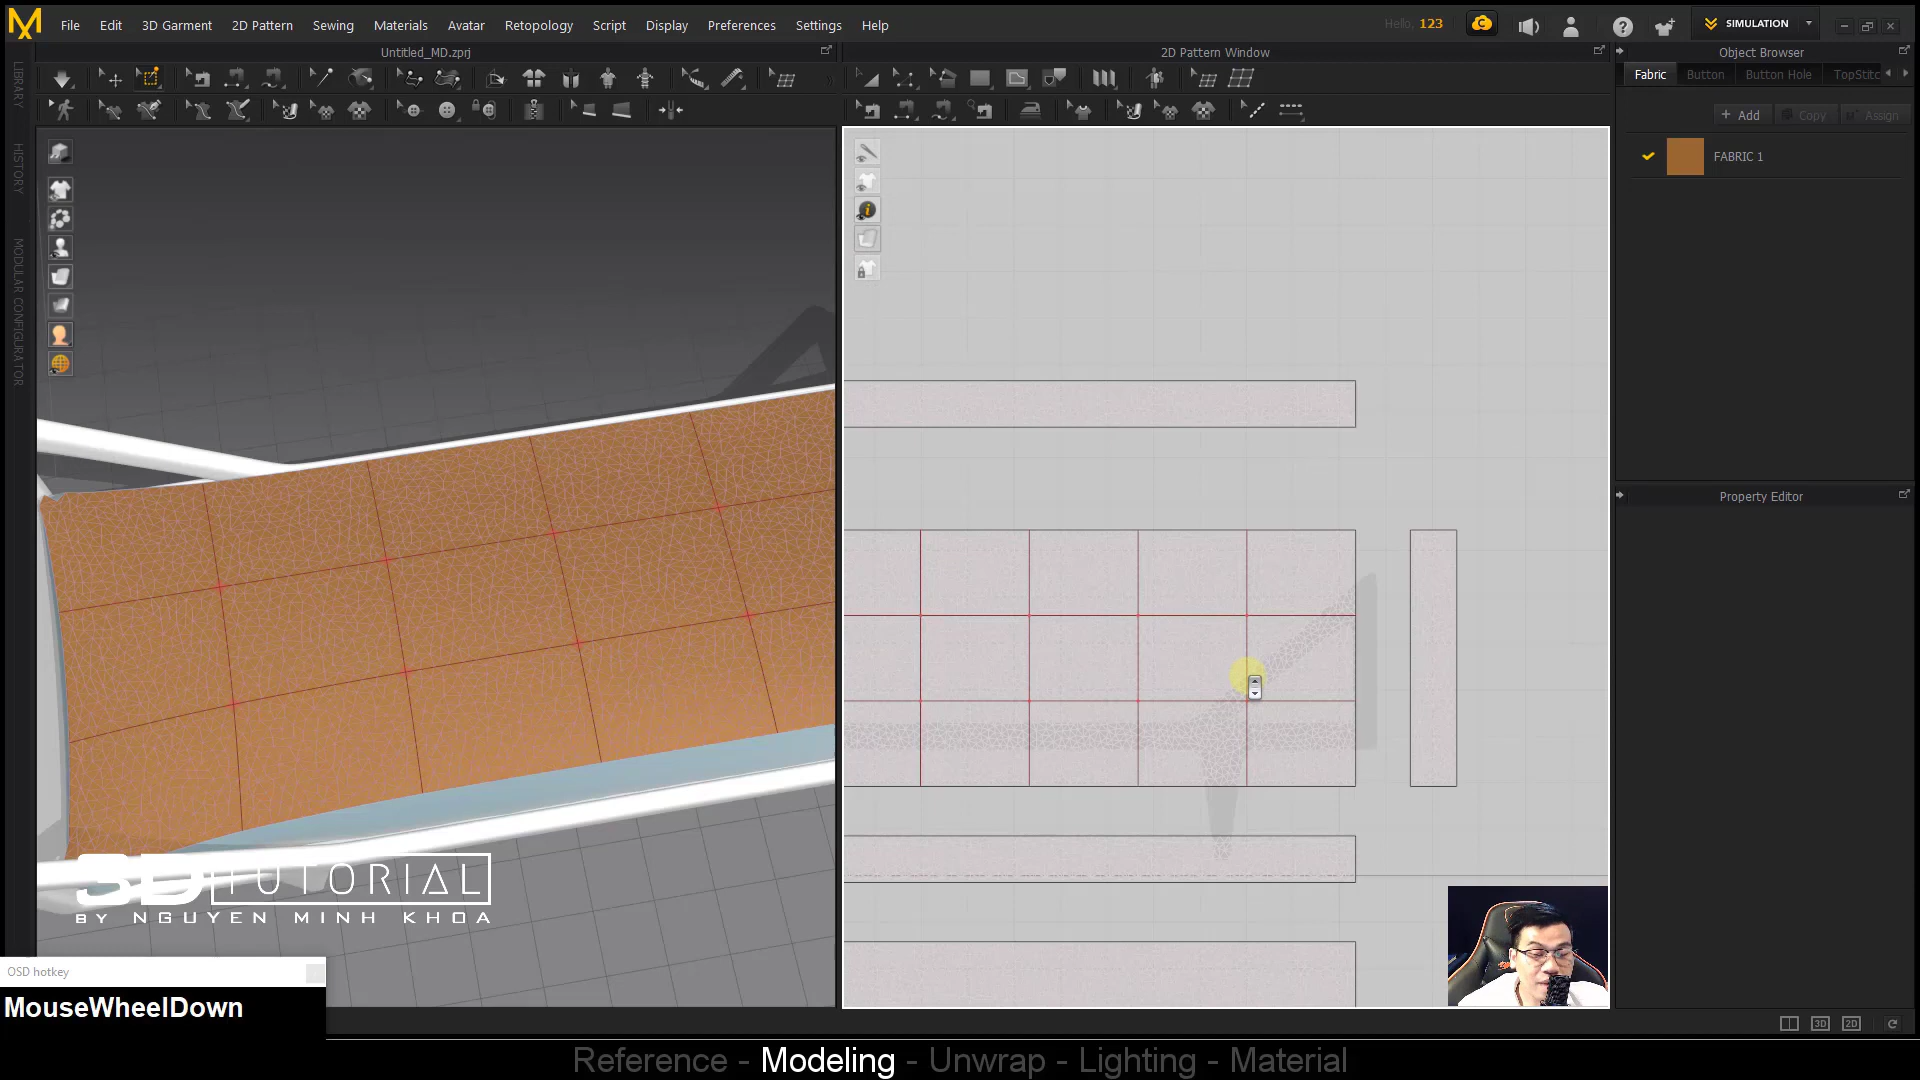 File Edit 3D Garment 2D Pattern Sewing Materials Avatar Retopology Script Display Preferences Settings Help
Hello, 123
SIMULATION
Untitled_MD.zprj
2D Pattern Window
Object Browser
Fabric Button Button Hole TopStitc
+ Add Copy Assign
FABRIC 1
Property Editor
LIBRARY
HISTORY
MODULAR CONFIGURATOR
3D TUTORIAL
BY NGUYEN MINH KHOA
OSD hotkey
MouseWheelDown
3D 2D
Reference - Modeling - Unwrap - Lighting - Material